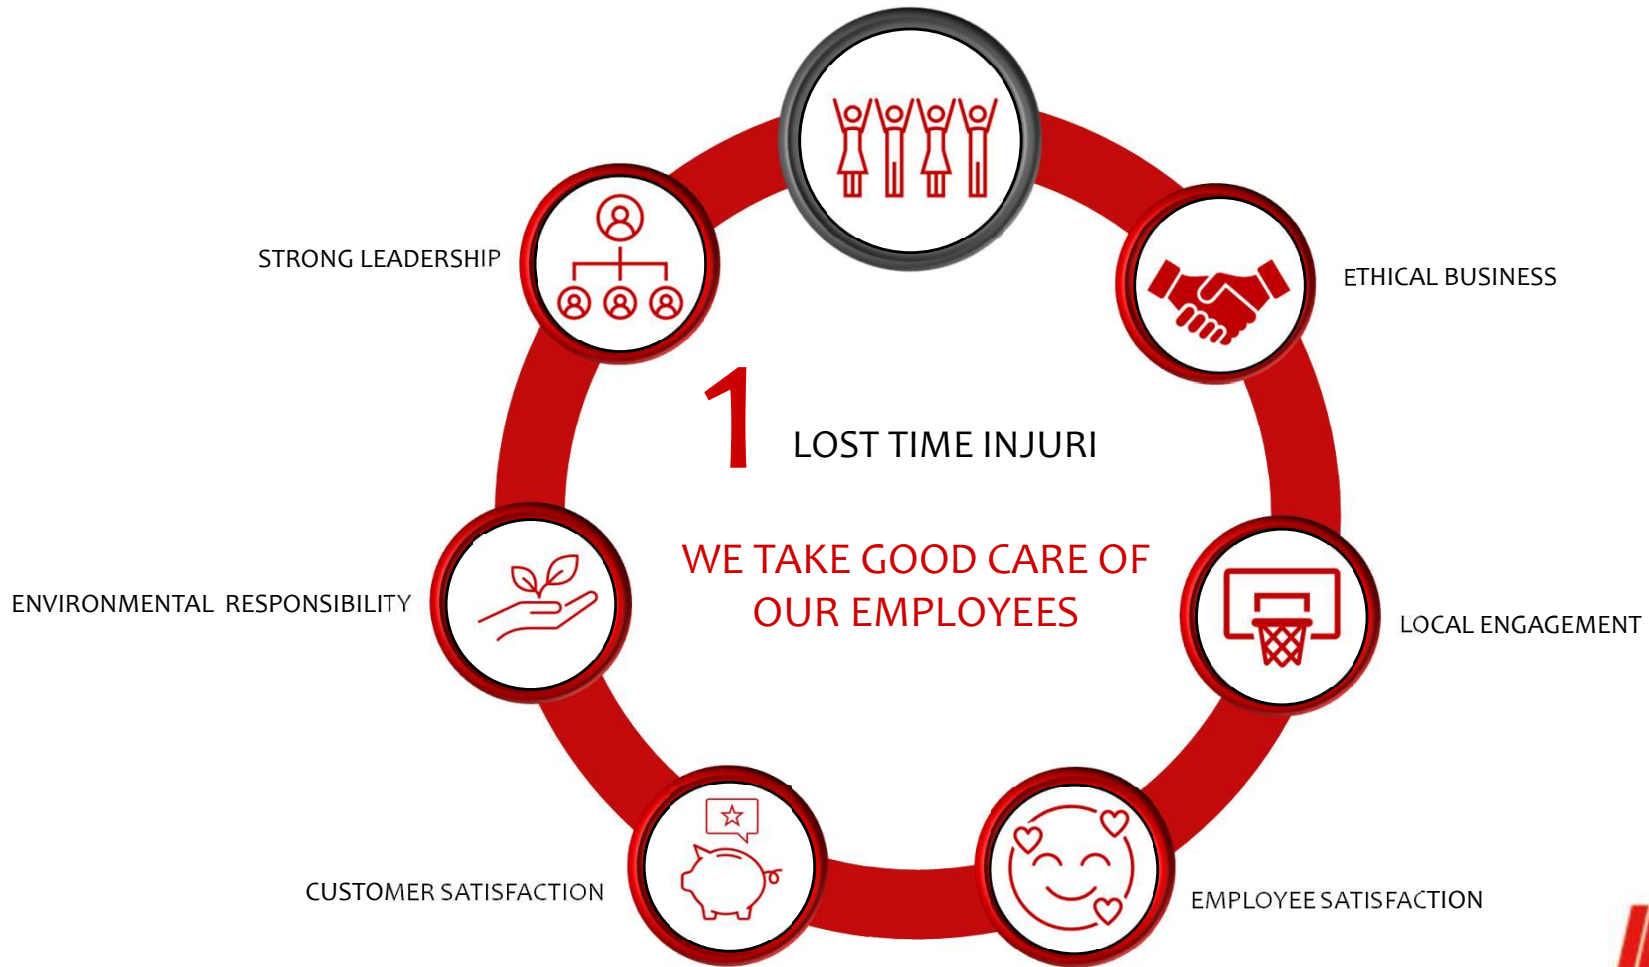 STRONG LEADERSHIP
ETHICAL BUSINESS
1 LOST TIME INJURI
WE TAKE GOOD CARE OF
OUR EMPLOYEES
ENVIRONMENTAL RESPONSIBILITY
LOCAL ENGAGEMENT
CUSTOMER SATISFACTION
EMPLOYEE SATISFACTION